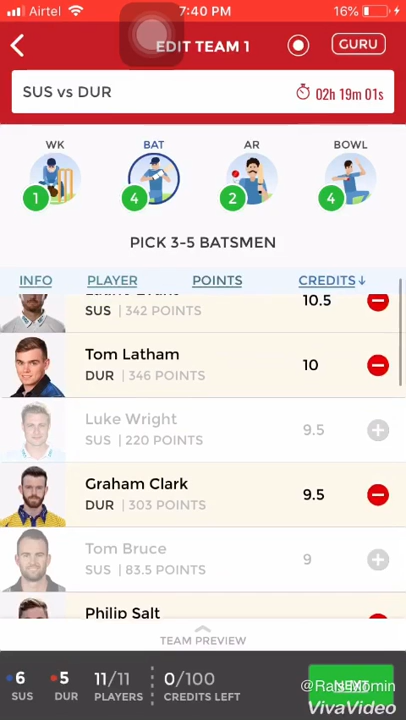 Airtel 7:40 PM 16%
EDIT TEAM 1 GURU
SUS vs DUR 02h 19m 01s
WK BAT AR BOWL
1 4 2 4
PICK 3-5 BATSMEN
INFO PLAYER POINTS CREDITS↓
10.5
SUS | 342 POINTS
Tom Latham 10
DUR | 346 POINTS
Luke Wright 9.5
SUS | 220 POINTS
Graham Clark 9.5
DUR | 303 POINTS
Tom Bruce 9
SUS | 83.5 POINTS
Philip Salt
TEAM PREVIEW
6 5 11/11 0/100 NEXT
SUS DUR PLAYERS CREDITS LEFT
VivaVideo